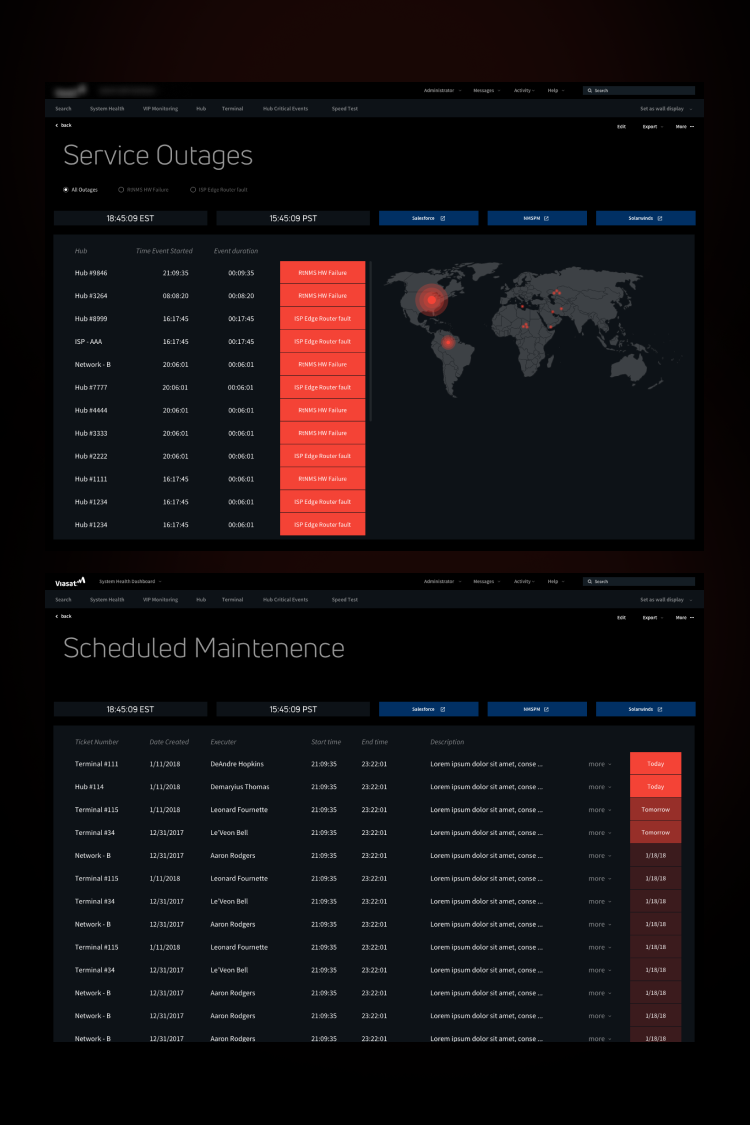 Administrator Messages Activity Help Search
Search System Health VIP Monitoring Hub Terminal Hub Critical Events Speed Test Set as wall display
back Edit Export More
Service Outages
All Outages RtNMS HW Failure ISP Edge Router fault
18:45:09 EST 15:45:09 PST Salesforce NMSPM Solarwinds
Hub Time Event Started Event duration
Hub #9846 21:09:35 00:09:35 RtNMS HW Failure
Hub #3264 08:08:20 00:08:20 RtNMS HW Failure
Hub #8999 16:17:45 00:17:45 ISP Edge Router fault
ISP - AAA 16:17:45 00:17:45 ISP Edge Router fault
Network - B 20:06:01 00:06:01 RtNMS HW Failure
Hub #7777 20:06:01 00:06:01 ISP Edge Router fault
Hub #4444 20:06:01 00:06:01 RtNMS HW Failure
Hub #3333 20:06:01 00:06:01 RtNMS HW Failure
Hub #2222 20:06:01 00:06:01 ISP Edge Router fault
Hub #1111 16:17:45 00:06:01 RtNMS HW Failure
Hub #1234 16:17:45 00:06:01 ISP Edge Router fault
Hub #1234 16:17:45 00:06:01 ISP Edge Router fault
Viasat System Health Dashboard Administrator Messages Activity Help Search
Search System Health VIP Monitoring Hub Terminal Hub Critical Events Speed Test Set as wall display
back Edit Export More
Scheduled Maintenence
18:45:09 EST 15:45:09 PST Salesforce NMSPM Solarwinds
Ticket Number Date Created Executer Start time End time Description
Terminal #111 1/11/2018 DeAndre Hopkins 21:09:35 23:22:01 Lorem ipsum dolor sit amet, conse ... more Today
Hub #114 1/11/2018 Demaryius Thomas 21:09:35 23:22:01 Lorem ipsum dolor sit amet, conse ... more Today
Terminal #115 1/11/2018 Leonard Fournette 21:09:35 23:22:01 Lorem ipsum dolor sit amet, conse ... more Tomorrow
Terminal #34 12/31/2017 Le'Veon Bell 21:09:35 23:22:01 Lorem ipsum dolor sit amet, conse ... more Tomorrow
Network - B 12/31/2017 Aaron Rodgers 21:09:35 23:22:01 Lorem ipsum dolor sit amet, conse ... more 1/18/18
Terminal #115 1/11/2018 Leonard Fournette 21:09:35 23:22:01 Lorem ipsum dolor sit amet, conse ... more 1/18/18
Terminal #34 12/31/2017 Le'Veon Bell 21:09:35 23:22:01 Lorem ipsum dolor sit amet, conse ... more 1/18/18
Network - B 12/31/2017 Aaron Rodgers 21:09:35 23:22:01 Lorem ipsum dolor sit amet, conse ... more 1/18/18
Terminal #115 1/11/2018 Leonard Fournette 21:09:35 23:22:01 Lorem ipsum dolor sit amet, conse ... more 1/18/18
Terminal #34 12/31/2017 Le'Veon Bell 21:09:35 23:22:01 Lorem ipsum dolor sit amet, conse ... more 1/18/18
Network - B 12/31/2017 Aaron Rodgers 21:09:35 23:22:01 Lorem ipsum dolor sit amet, conse ... more 1/18/18
Network - B 12/31/2017 Aaron Rodgers 21:09:35 23:22:01 Lorem ipsum dolor sit amet, conse ... more 1/18/18
Network - B 12/31/2017 Aaron Rodgers 21:09:35 23:22:01 Lorem ipsum dolor sit amet, conse ... more 1/18/18